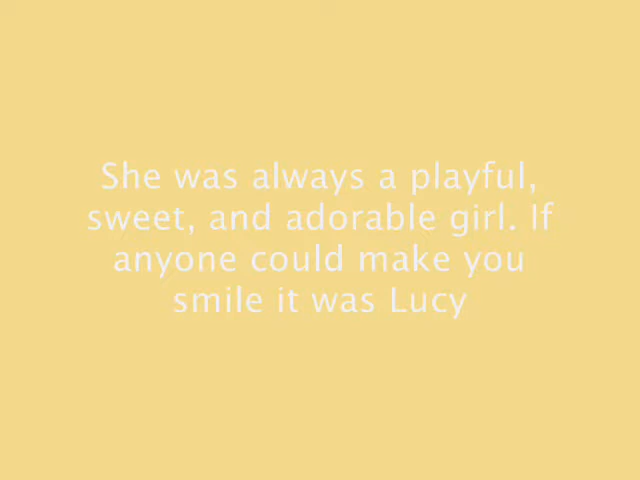 She was always a playful,
sweet, and adorable girl. If
anyone could make you
smile it was Lucy